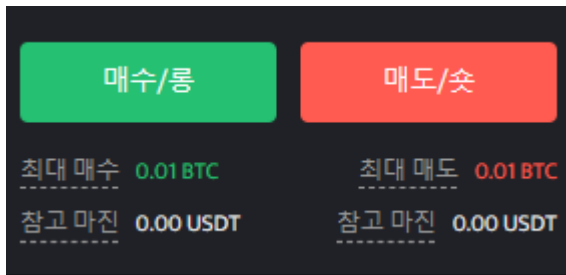 매수/롱 매도/숏
최대 매수 0.01 BTC 최대 매도 0.01 BTC
참고 마진 0.00 USDT 참고 마진 0.00 USDT